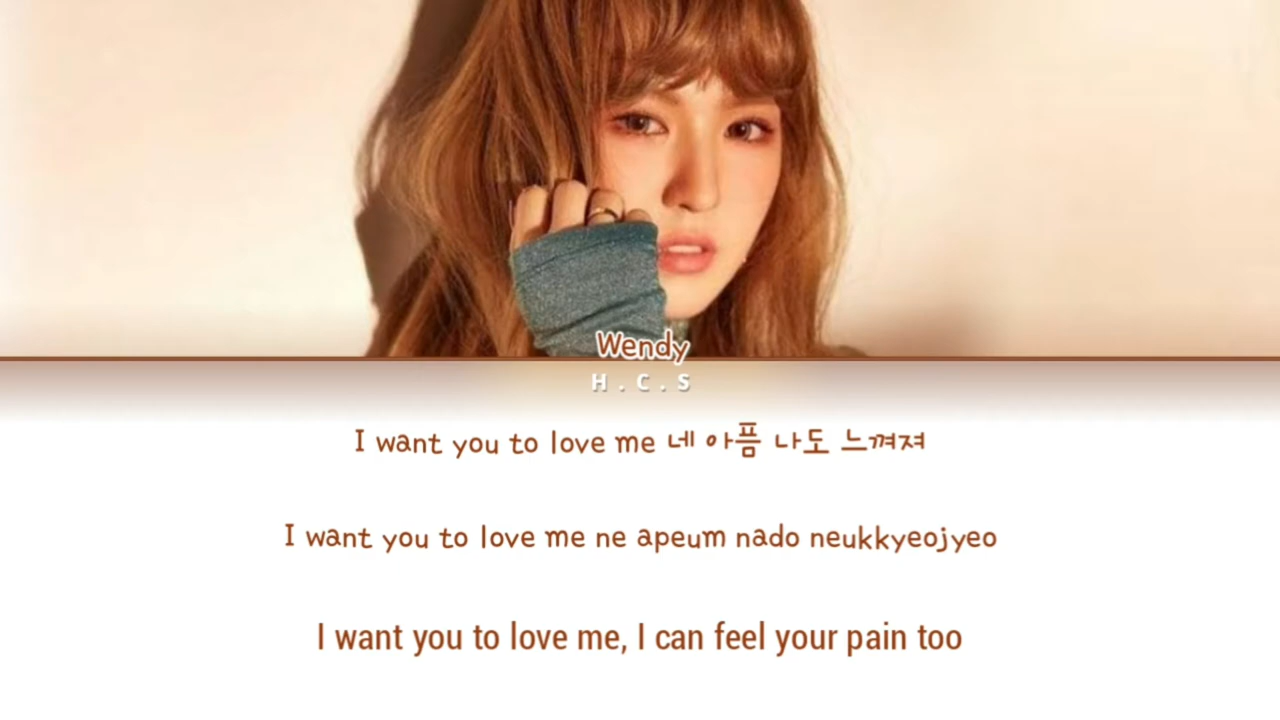 Wendy
H.C.S
I want you to love me 네 아픔 나도 느껴져
I want you to love me ne apeum nado neukkyeojyeo
I want you to love me, I can feel your pain too